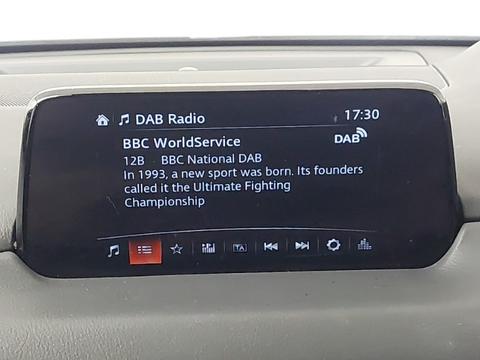 DAB Radio 17:30
BBC WorldService DAB
12B BBC National DAB
In 1993, a new sport was born. Its founders
called it the Ultimate Fighting
Championship
TA